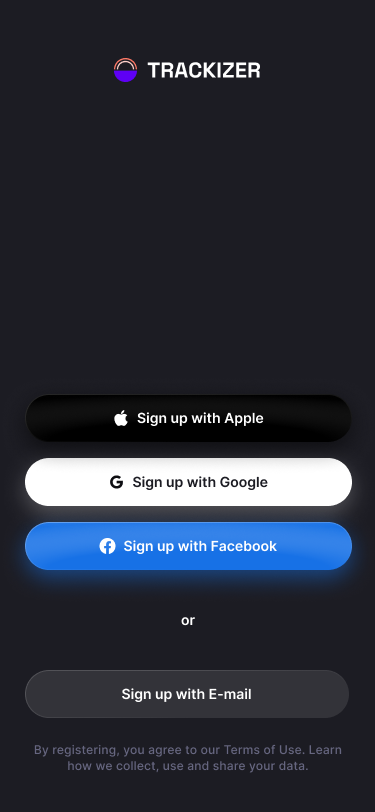 TRACKIZER
Sign up with Apple
Sign up with Google
Sign up with Facebook
or
Sign up with E-mail
By registering, you agree to our Terms of Use. Learn
how we collect, use and share your data.